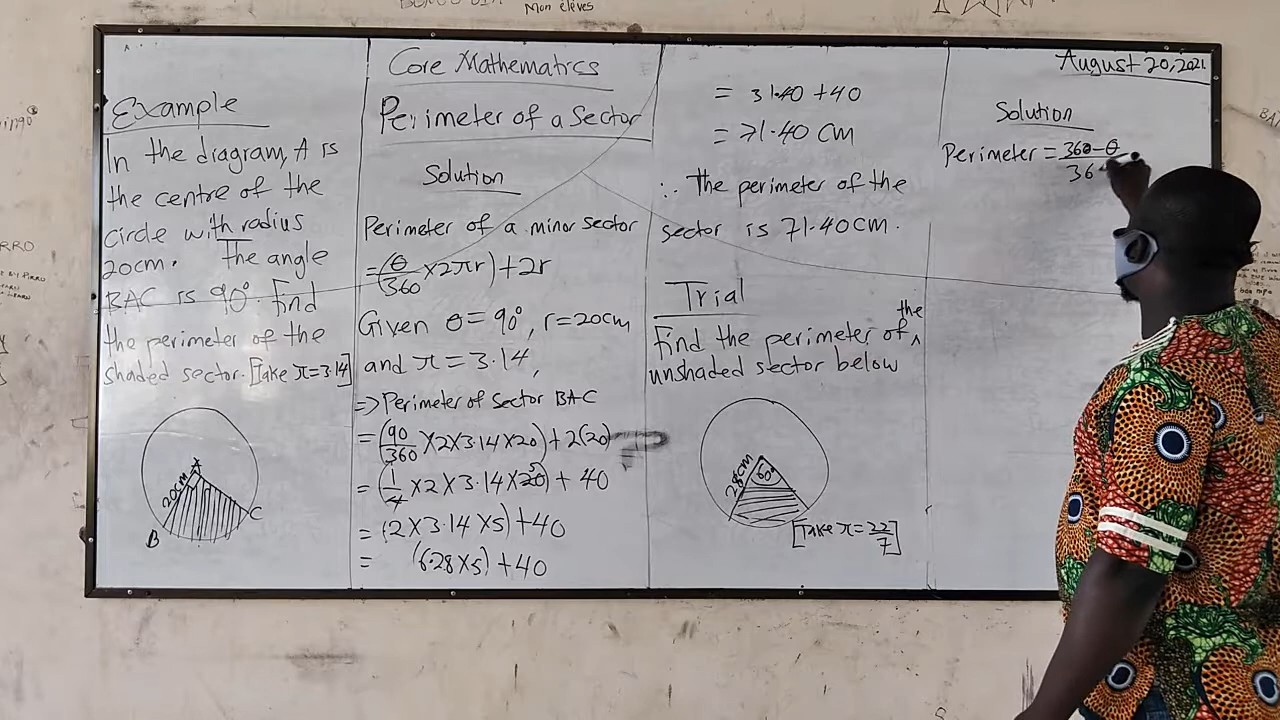 Mon élèves
August 20, 2021
Core Mathematics
Example
In the diagram, A is
the centre of the
circle with radius
20cm. The angle
BAC is 90°. Find
the perimeter of the
shaded sector. [Take π=3.14]
A
20cm
B
C
Perimeter of a Sector
Solution
Perimeter of a minor sector
=(θ/360 ×2πr)+2r
Given θ=90°, r=20cm
and π=3.14,
=> Perimeter of Sector BAC
=(90/360 ×2×3.14×20)+2(20)
=(1/4 ×2×3.14×20 5)+ 40
=(2×3.14×5)+40
= (6.28×5)+40
= 31.40 +40
= 71.40 cm
∴ The perimeter of the
sector is 71.40cm.
Trial
Find the perimeter of ^ the
unshaded sector below
28cm
60°
[Take π=22/7]
Solution
Perimeter = 360-θ/36